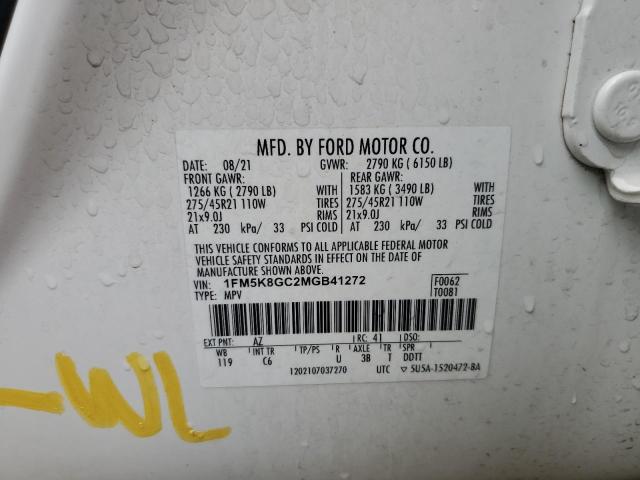 MFD. BY FORD MOTOR CO.
DATE: 08/21 GVWR: 2790 KG ( 6150 LB)
FRONT GAWR: REAR GAWR:
1266 KG ( 2790 LB) WITH 1583 KG ( 3490 LB) WITH
275/45R21 110W TIRES 275/45R21 110W TIRES
21x9.0J RIMS 21x9.0J RIMS
AT 230 kPa/ 33 PSI COLD AT 230 kPa/ 33 PSI COLD
THIS VEHICLE CONFORMS TO ALL APPLICABLE FEDERAL MOTOR
VEHICLE SAFETY STANDARDS IN EFFECT ON THE DATE OF
MANUFACTURE SHOWN ABOVE.
VIN: 1FM5K8GC2MGB41272 F0062
TYPE: MPV T0081
EXT PNT: AZ RC: 41 DSO:
WB INT TR TP/PS R AXLE TR SPR
119 C6 U 3B T DDTT
1202107037270 UTC ▽ SU5A-1520472-BA
-WL